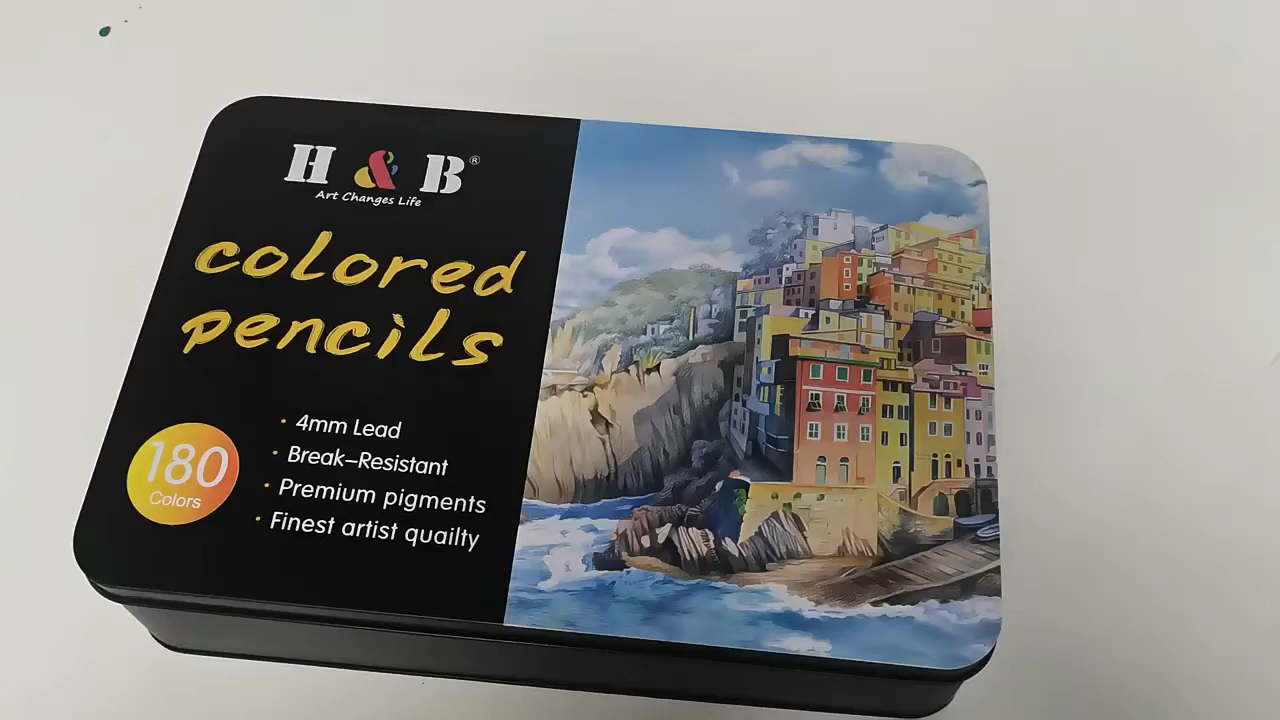 H & B®
Art Changes Life
colored
pencils
180
Colors
· 4mm Lead
· Break–Resistant
· Premium pigments
· Finest artist quailty